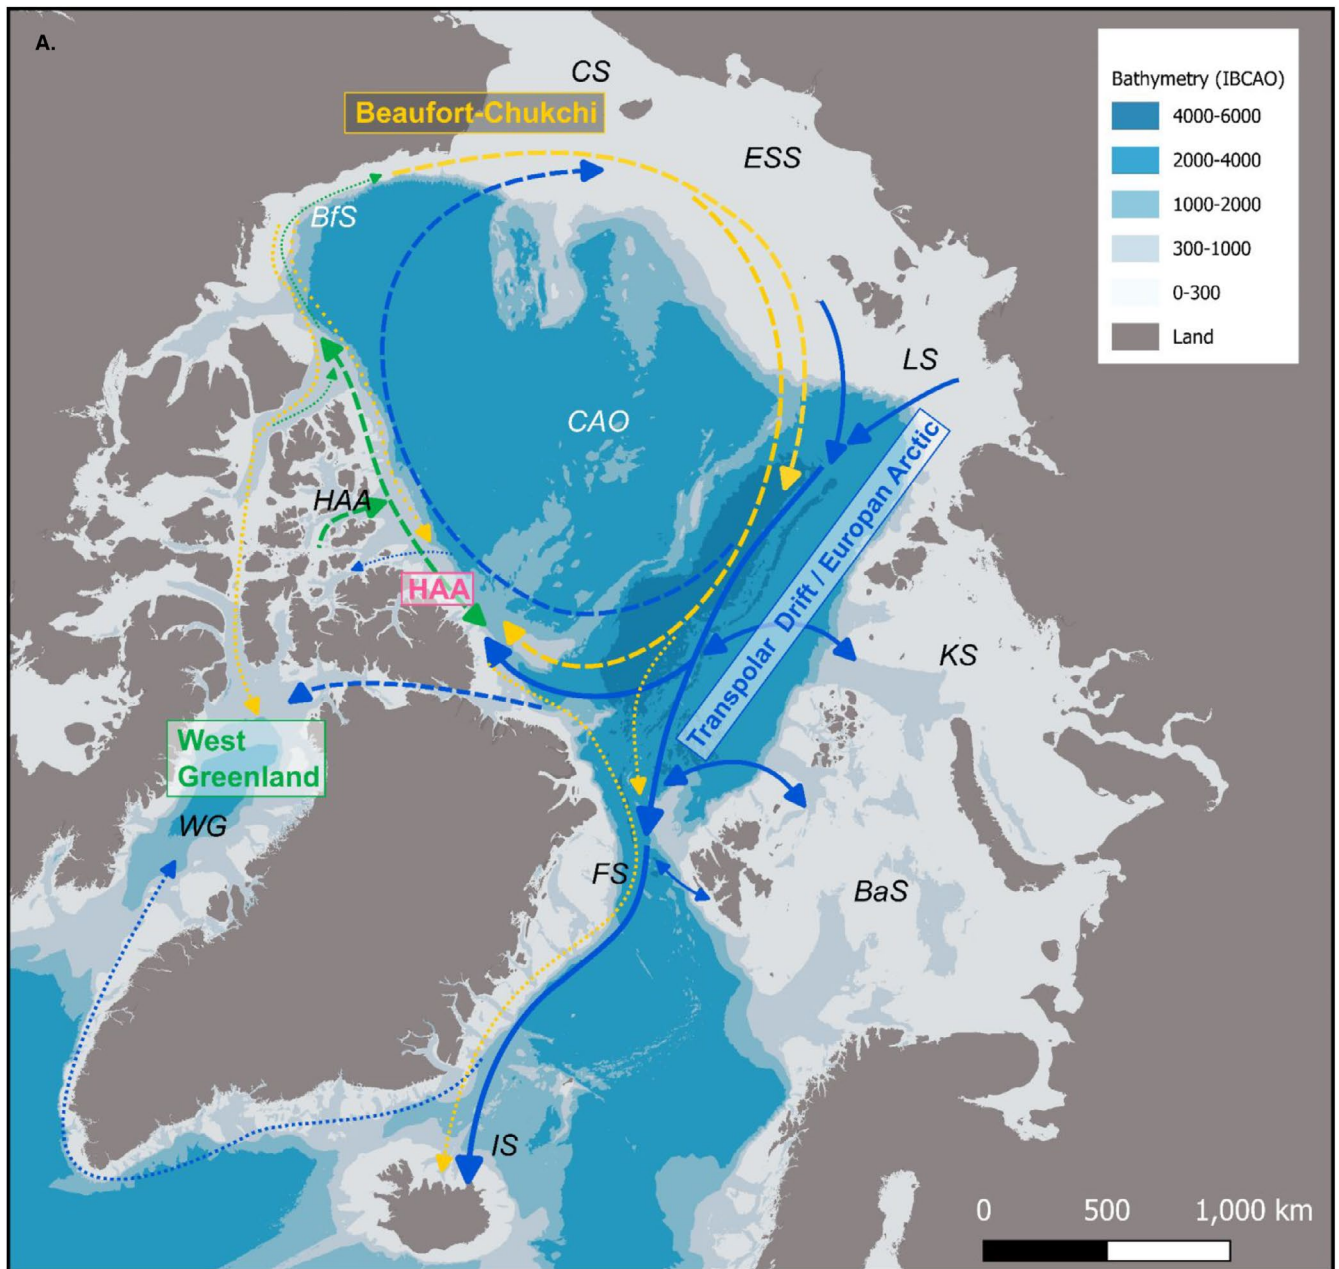 A.
CS
Beaufort-Chukchi
ESS
BfS
LS
CAO
HAA
HAA
Transpolar Drift / Europan Arctic
KS
West
Greenland
WG
FS
BaS
IS
Bathymetry (IBCAO)
4000-6000
2000-4000
1000-2000
300-1000
0-300
Land
0 500 1,000 km